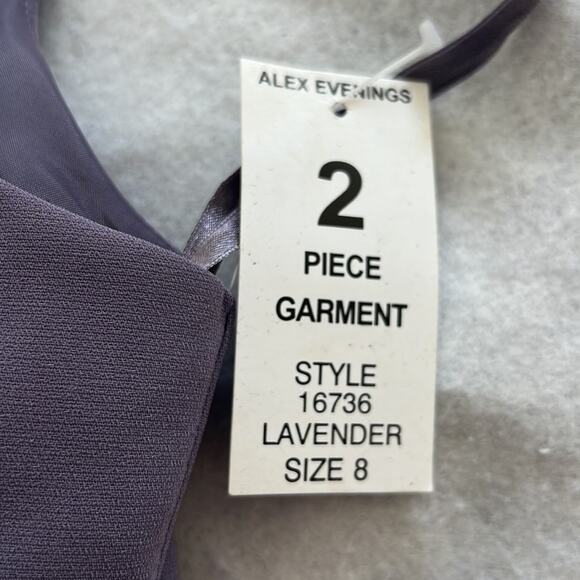 ALEX EVENINGS
2
PIECE
GARMENT
STYLE
16736
LAVENDER
SIZE 8